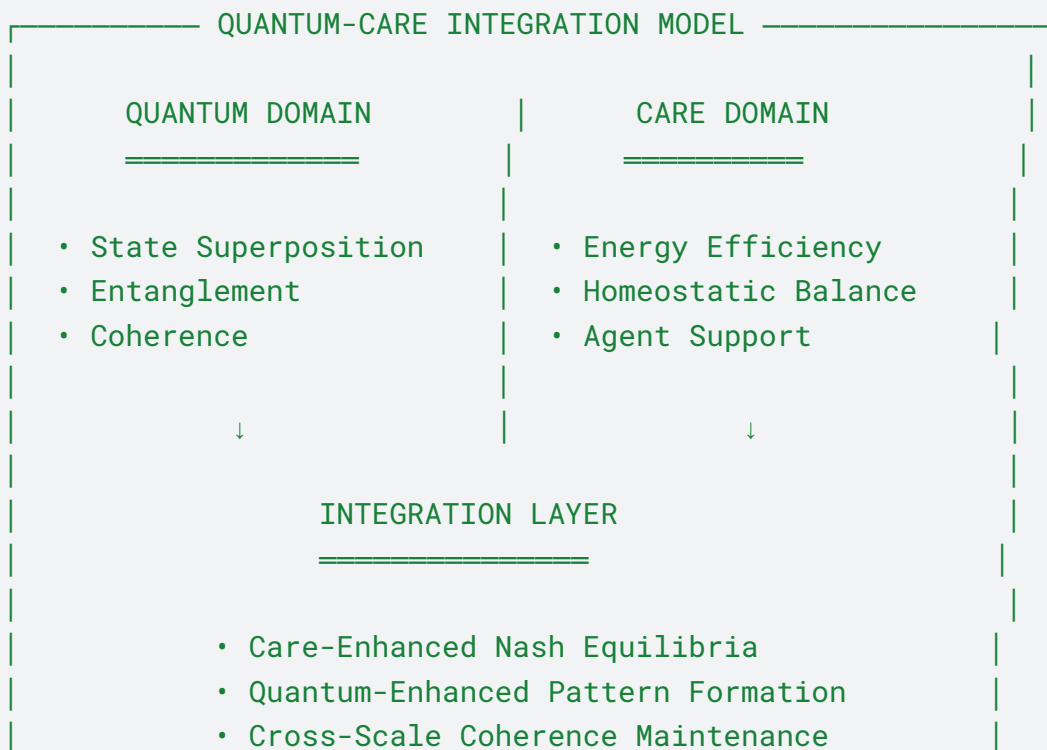 QUANTUM-CARE INTEGRATION MODEL
QUANTUM DOMAIN | CARE DOMAIN
• State Superposition | • Energy Efficiency
• Entanglement | • Homeostatic Balance
• Coherence | • Agent Support
↓ | ↓
INTEGRATION LAYER
• Care-Enhanced Nash Equilibria
• Quantum-Enhanced Pattern Formation
• Cross-Scale Coherence Maintenance